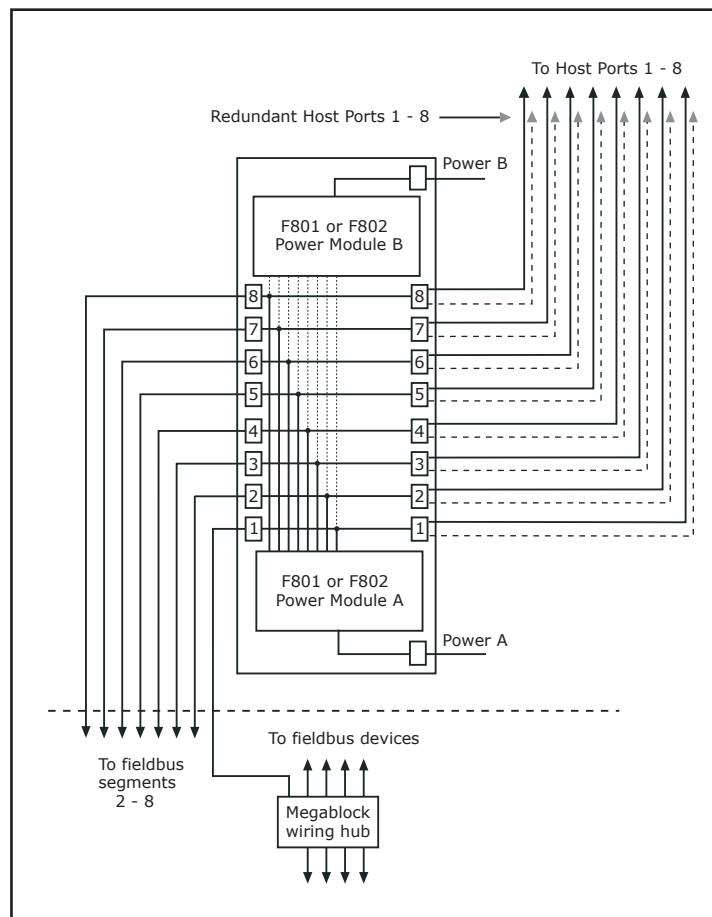 To Host Ports 1 - 8
Redundant Host Ports 1 - 8
Power B
F801 or F802
Power Module B
8 8
7 7
6 6
5 5
4 4
3 3
2 2
1 1
F801 or F802
Power Module A
Power A
To fieldbus devices
To fieldbus
segments
2 - 8
Megablock
wiring hub